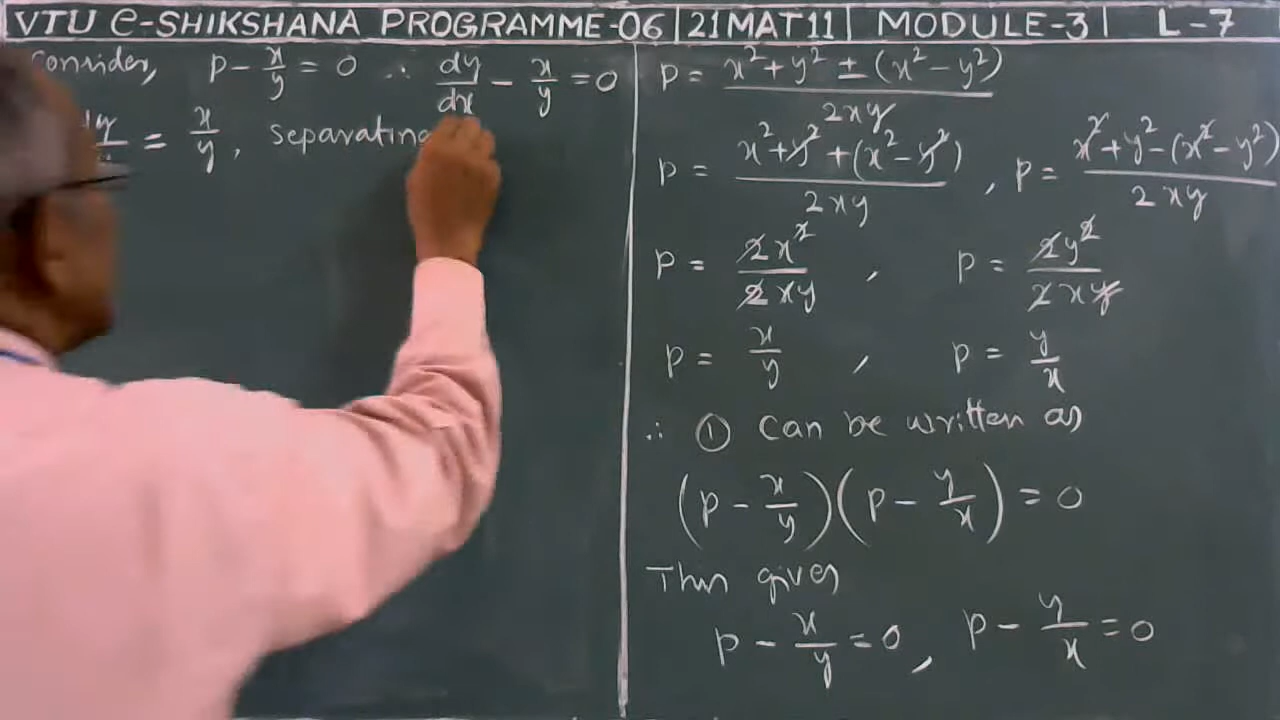 VTU e-SHIKSHANA PROGRAMME-06 | 21MAT11 | MODULE-3 | L-7
Consider, p - x/y = 0 ∴ dy/dx - x/y = 0
= x/y, separating
p = x² + y² ± (x² - y²) / 2xy
p = x² + y² + (x² - y²) / 2xy , p = x² + y² - (x² - y²) / 2xy
p = 2x² / 2xy , p = 2y² / 2xy
p = x/y , p = y/x
∴ ① Can be written as
(p - x/y)(p - y/x) = 0
This gives
p - x/y = 0, p - y/x = 0